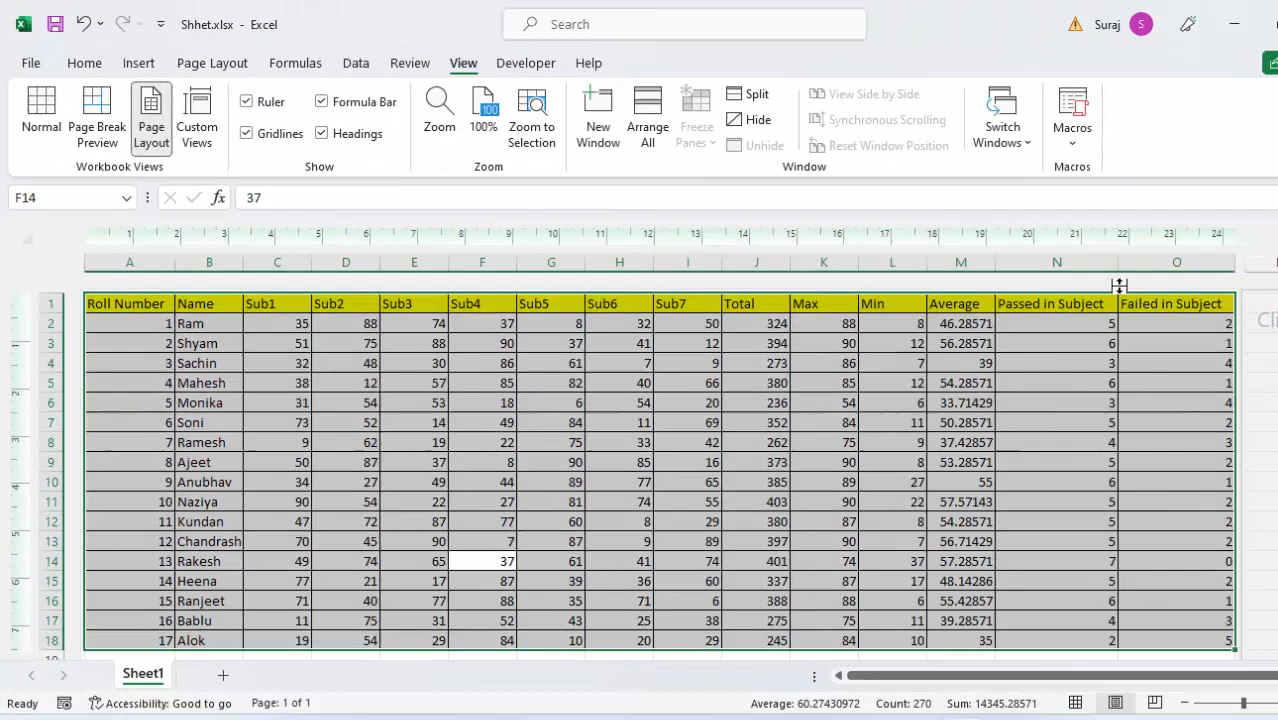 Shhet.xlsx - Excel
Search
Suraj S
File Home Insert Page Layout Formulas Data Review View Developer Help
Normal Page Break Preview Page Layout Custom Views
Workbook Views
Ruler Formula Bar
Gridlines Headings
Show
Zoom 100% Zoom to Selection
Zoom
New Window Arrange All Freeze Panes
Split View Side by Side
Hide Synchronous Scrolling
Unhide Reset Window Position
Window
Switch Windows Macros
Macros
F14 fx 37
1 2 3 4 5 6 7 8 9 10 11 12 13 14 15 16 17 18 19 20 21 22 23 24
A B C D E F G H I J K L M N O
1 Roll Number Name Sub1 Sub2 Sub3 Sub4 Sub5 Sub6 Sub7 Total Max Min Average Passed in Subject Failed in Subject
2 1 Ram 35 88 74 37 8 32 50 324 88 8 46.28571 5 2
3 2 Shyam 51 75 88 90 37 41 12 394 90 12 56.28571 6 1
4 3 Sachin 32 48 30 86 61 7 9 273 86 7 39 3 4
5 4 Mahesh 38 12 57 85 82 40 66 380 85 12 54.28571 6 1
6 5 Monika 31 54 53 18 6 54 20 236 54 6 33.71429 3 4
7 6 Soni 73 52 14 49 84 11 69 352 84 11 50.28571 5 2
8 7 Ramesh 9 62 19 22 75 33 42 262 75 9 37.42857 4 3
9 8 Ajeet 50 87 37 8 90 85 16 373 90 8 53.28571 5 2
10 9 Anubhav 34 27 49 44 89 77 65 385 89 27 55 6 1
11 10 Naziya 90 54 22 27 81 74 55 403 90 22 57.57143 5 2
12 11 Kundan 47 72 87 77 60 8 29 380 87 8 54.28571 5 2
13 12 Chandrash 70 45 90 7 87 9 89 397 90 7 56.71429 5 2
14 13 Rakesh 49 74 65 37 61 41 74 401 74 37 57.28571 7 0
15 14 Heena 77 21 17 87 39 36 60 337 87 17 48.14286 5 2
16 15 Ranjeet 71 40 77 88 35 71 6 388 88 6 55.42857 6 1
17 16 Bablu 11 75 31 52 43 25 38 275 75 11 39.28571 4 3
18 17 Alok 19 54 29 84 10 20 29 245 84 10 35 2 5
Sheet1
Ready Accessibility: Good to go Page: 1 of 1 Average: 60.27430972 Count: 270 Sum: 14345.28571